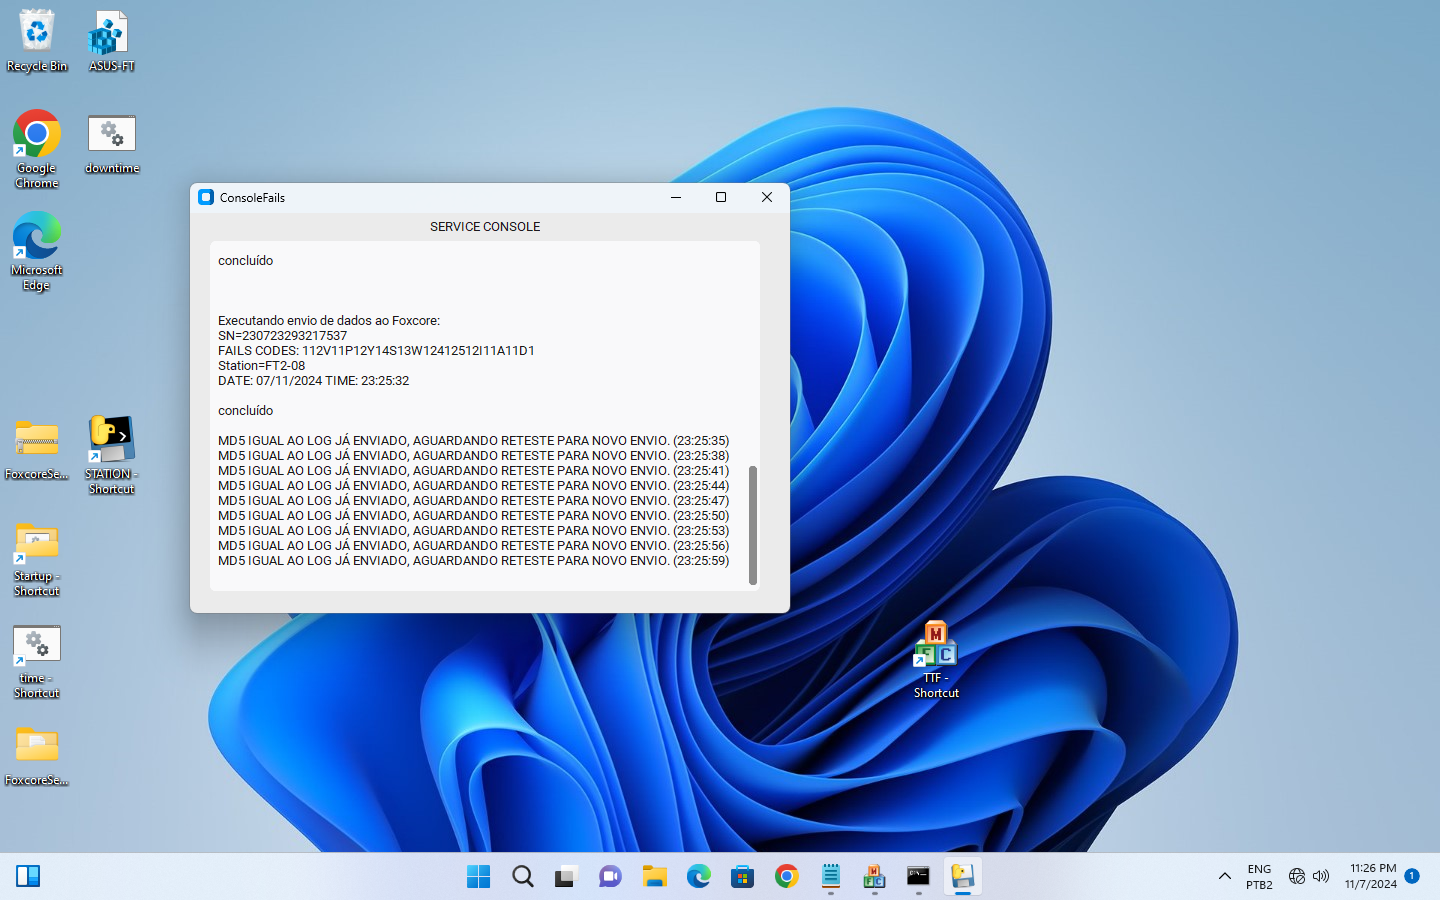 Recycle Bin
ASUS-FT
Google
Chrome
downtime
Microsoft
Edge
FoxcoreSe...
STATION -
Shortcut
Startup -
Shortcut
time -
Shortcut
FoxcoreSe...
ConsoleFails
SERVICE CONSOLE
concluído
Executando envio de dados ao Foxcore:
SN=230723293217537
FAILS CODES: 112V11P12Y14S13W12412512I11A11D1
Station=FT2-08
DATE: 07/11/2024 TIME: 23:25:32
concluído
MD5 IGUAL AO LOG JÁ ENVIADO, AGUARDANDO RETESTE PARA NOVO ENVIO. (23:25:35)
MD5 IGUAL AO LOG JÁ ENVIADO, AGUARDANDO RETESTE PARA NOVO ENVIO. (23:25:38)
MD5 IGUAL AO LOG JÁ ENVIADO, AGUARDANDO RETESTE PARA NOVO ENVIO. (23:25:41)
MD5 IGUAL AO LOG JÁ ENVIADO, AGUARDANDO RETESTE PARA NOVO ENVIO. (23:25:44)
MD5 IGUAL AO LOG JÁ ENVIADO, AGUARDANDO RETESTE PARA NOVO ENVIO. (23:25:47)
MD5 IGUAL AO LOG JÁ ENVIADO, AGUARDANDO RETESTE PARA NOVO ENVIO. (23:25:50)
MD5 IGUAL AO LOG JÁ ENVIADO, AGUARDANDO RETESTE PARA NOVO ENVIO. (23:25:53)
MD5 IGUAL AO LOG JÁ ENVIADO, AGUARDANDO RETESTE PARA NOVO ENVIO. (23:25:56)
MD5 IGUAL AO LOG JÁ ENVIADO, AGUARDANDO RETESTE PARA NOVO ENVIO. (23:25:59)
M
F C
TTF -
Shortcut
ENG
PTB2
11:26 PM
11/7/2024
1